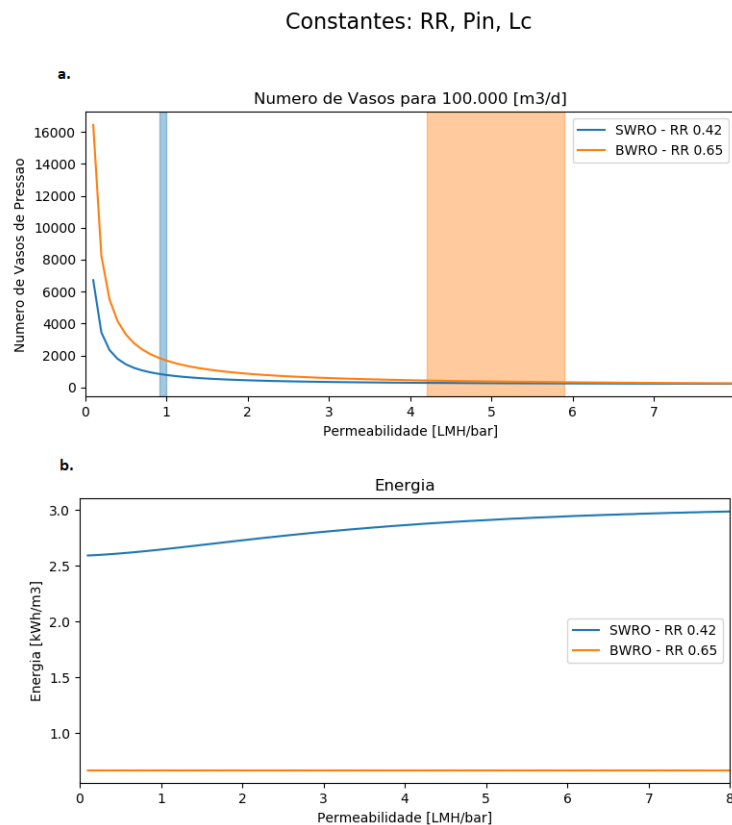 Constantes: RR, Pin, Lc
a.
Numero de Vasos para 100.000 [m3/d]
16000
14000
12000
10000
8000
6000
4000
2000
0
Numero de Vasos de Pressao
SWRO - RR 0.42
BWRO - RR 0.65
0 1 2 3 4 5 6 7
Permeabilidade [LMH/bar]
b.
Energia
3.0
2.5
2.0
1.5
1.0
Energia [kWh/m3]
SWRO - RR 0.42
BWRO - RR 0.65
0 1 2 3 4 5 6 7 8
Permeabilidade [LMH/bar]